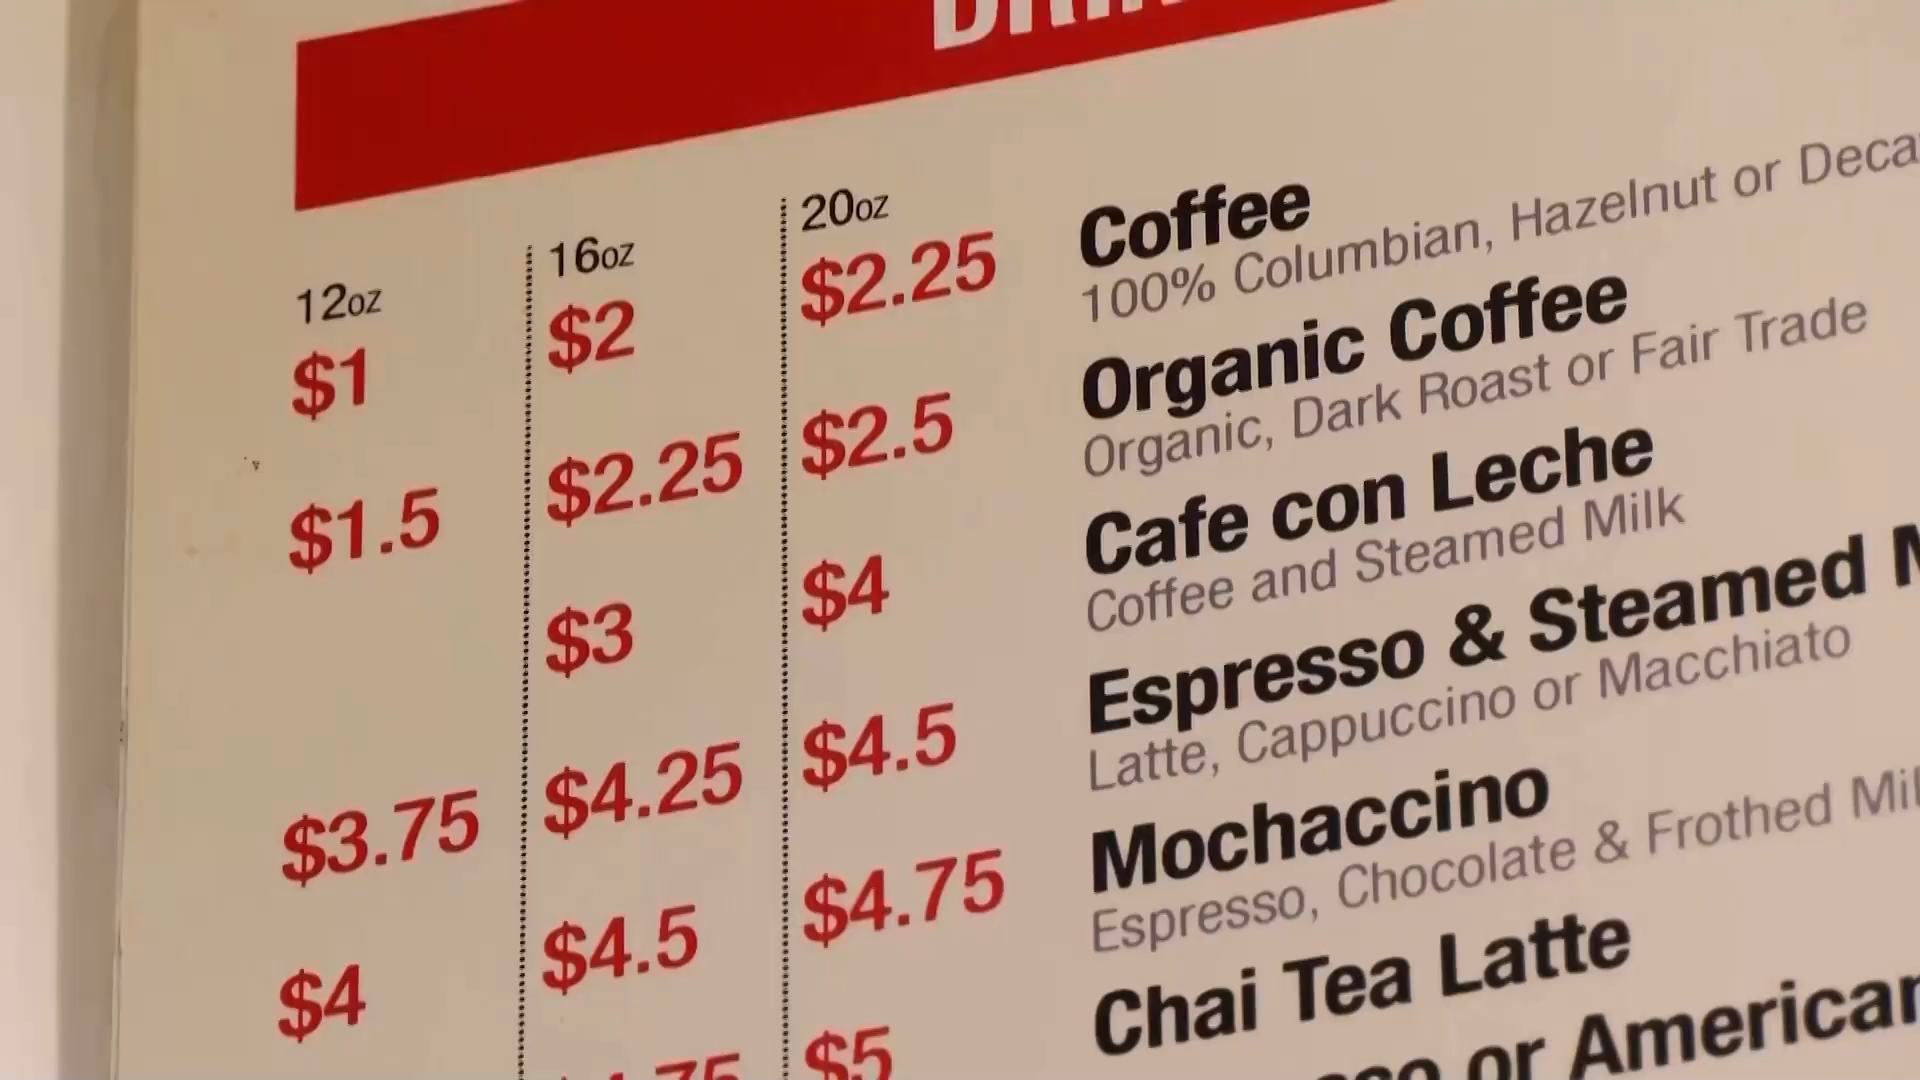 12oz 16oz 20oz
$1 $2 $2.25 Coffee
100% Columbian, Hazelnut or Deca
$1.5 $2.25 $2.5 Organic Coffee
Organic, Dark Roast or Fair Trade
$3 $4 Cafe con Leche
Coffee and Steamed Milk
$3.75 $4.25 $4.5 Espresso & Steamed
Latte, Cappuccino or Macchiato
$4 $4.5 $4.75 Mochaccino
Espresso, Chocolate & Frothed Mil
$5 Chai Tea Latte
or American